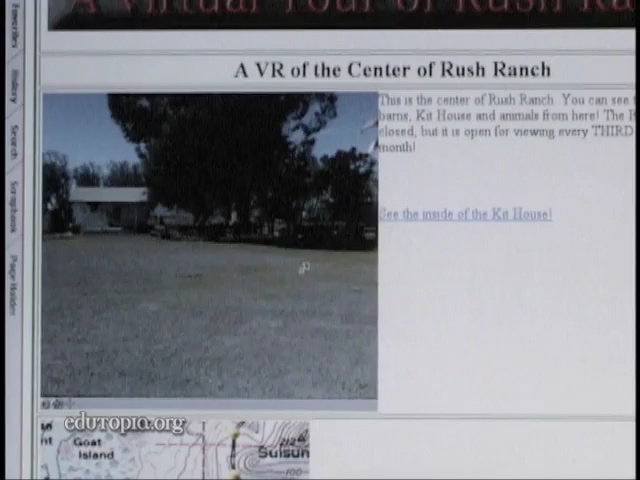 A Virtual Tour of Rush Ra
A VR of the Center of Rush Ranch
This is the center of Rush Ranch. You can see
barns, Kit House and animals from here! The
closed, but it is open for viewing every THIRD
month!
See the inside of the Kit House!
Favorites
History
Search
Scrapbook
Page Holder
edutopia.org
Goat
Island
Suisun
100